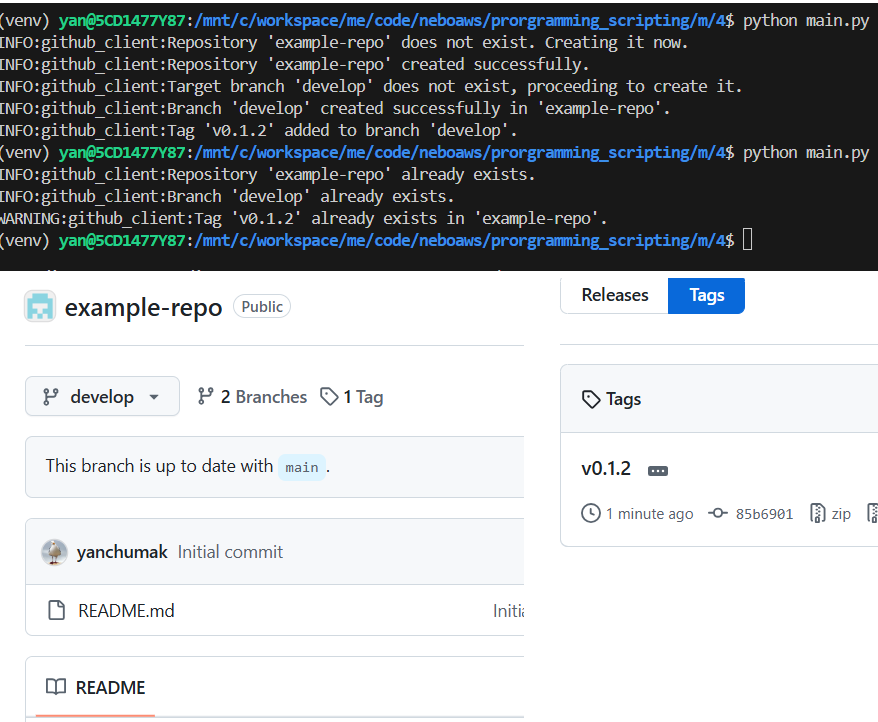 (venv) yan@5CD1477Y87:/mnt/c/workspace/me/code/neboaws/prorgramming_scripting/m/4$ python main.py
INFO:github_client:Repository 'example-repo' does not exist. Creating it now.
INFO:github_client:Repository 'example-repo' created successfully.
INFO:github_client:Target branch 'develop' does not exist, proceeding to create it.
INFO:github_client:Branch 'develop' created successfully in 'example-repo'.
INFO:github_client:Tag 'v0.1.2' added to branch 'develop'.
(venv) yan@5CD1477Y87:/mnt/c/workspace/me/code/neboaws/prorgramming_scripting/m/4$ python main.py
INFO:github_client:Repository 'example-repo' already exists.
INFO:github_client:Branch 'develop' already exists.
WARNING:github_client:Tag 'v0.1.2' already exists in 'example-repo'.
(venv) yan@5CD1477Y87:/mnt/c/workspace/me/code/neboaws/prorgramming_scripting/m/4$
example-repo Public
develop 2 Branches 1 Tag
This branch is up to date with main.
yanchumak Initial commit
README.md Initia
README
Releases Tags
Tags
v0.1.2
1 minute ago 85b6901 zip